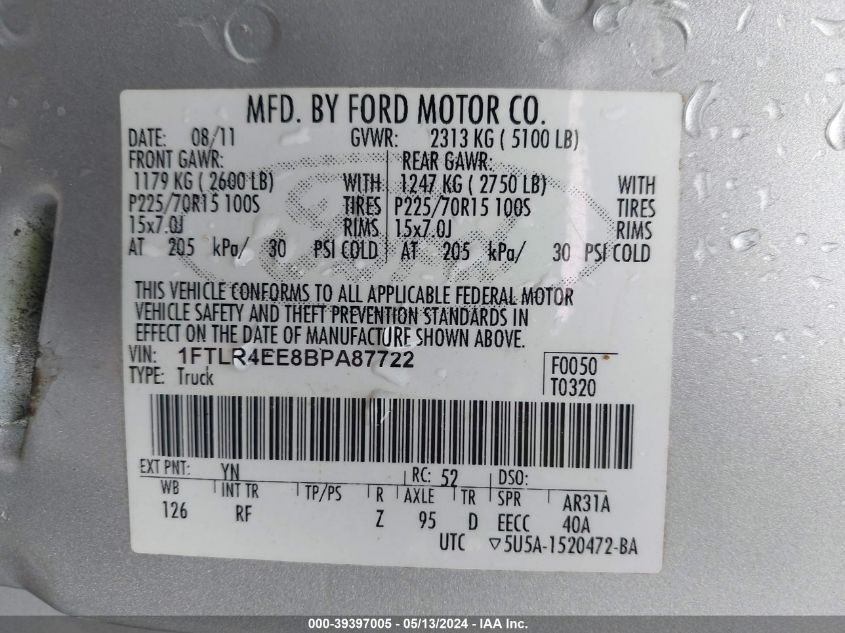 MFD. BY FORD MOTOR CO.
DATE: 08/11 GVWR: 2313 KG ( 5100 LB)
FRONT GAWR: REAR GAWR:
1179 KG ( 2600 LB) WITH 1247 KG ( 2750 LB) WITH
P225/70R15 100S TIRES P225/70R15 100S TIRES
15x7.0J RIMS 15x7.0J RIMS
AT 205 kPa/ 30 PSI COLD AT 205 kPa/ 30 PSI COLD
THIS VEHICLE CONFORMS TO ALL APPLICABLE FEDERAL MOTOR
VEHICLE SAFETY AND THEFT PREVENTION STANDARDS IN
EFFECT ON THE DATE OF MANUFACTURE SHOWN ABOVE.
VIN: 1FTLR4EE8BPA87722 F0050
TYPE: Truck T0320
EXT PNT: YN RC: 52 DSO:
WB INT TR TP/PS R AXLE TR SPR AR31A
126 RF Z 95 D EECC 40A
UTC ▽5U5A-1520472-BA
000-39397005 - 05/13/2024 - IAA Inc.